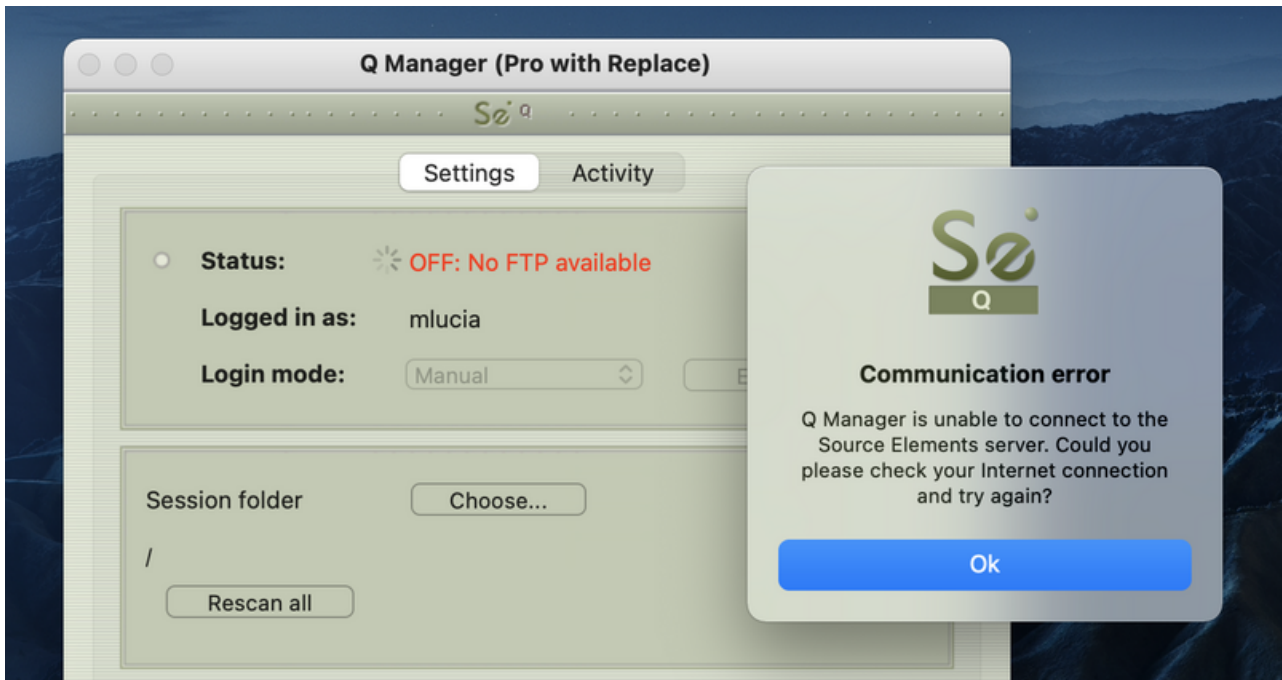 Q Manager (Pro with Replace)
Se Q
Settings Activity
Status: OFF: No FTP available
Logged in as: mlucia
Login mode: Manual
Session folder Choose...
/
Rescan all
Se
Q
Communication error
Q Manager is unable to connect to the
Source Elements server. Could you
please check your Internet connection
and try again?
Ok